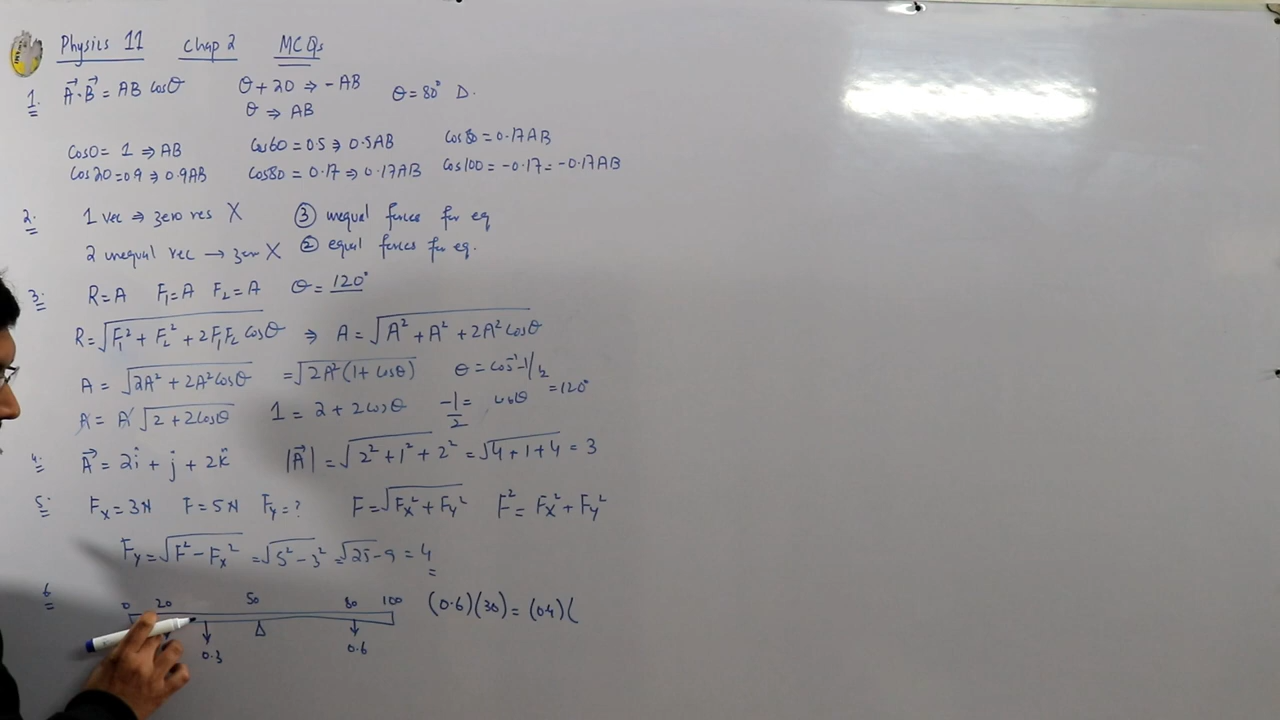 Physics 11 Chap 2 MCQs
1. A⃗·B⃗ = AB cosθ θ+20 ⇒ -AB θ = 80° D.
θ ⇒ AB
Cos0 = 1 ⇒ AB Cos60 = 0.5 ⇒ 0.5AB Cos80 = 0.17AB
Cos20 = 0.9 ⇒ 0.9AB Cos80 = 0.17 ⇒ 0.17AB Cos100 = -0.17 = -0.17AB
2. 1 vec ⇒ zero res X ③ unequal forces for eq
2 unequal vec → zero X ② equal forces for eq.
3. R=A F₁=A F₂=A θ = 120°
R=√(F₁² + F₂² + 2F₁F₂ cosθ) ⇒ A = √(A² + A² + 2A² cosθ)
A = √(2A² + 2A² cosθ) = √(2A²(1 + cosθ)) θ = cos⁻¹ -1/2 = 120°
A = A √(2 + 2cosθ) 1 = 2 + 2cosθ -1/2 = cosθ
4. A⃗ = 2î + ĵ + 2k̂ |A⃗| = √(2² + 1² + 2²) = √(4+1+4) = 3
5. Fx = 3N F = 5N Fy = ? F = √(Fx² + Fy²) F² = Fx² + Fy²
Fy = √(F² - Fx²) = √(5² - 3²) = √(25-9) = 4
6 0 20 50 80 100 (0.6)(30) = (0.4)(
0.3 0.6